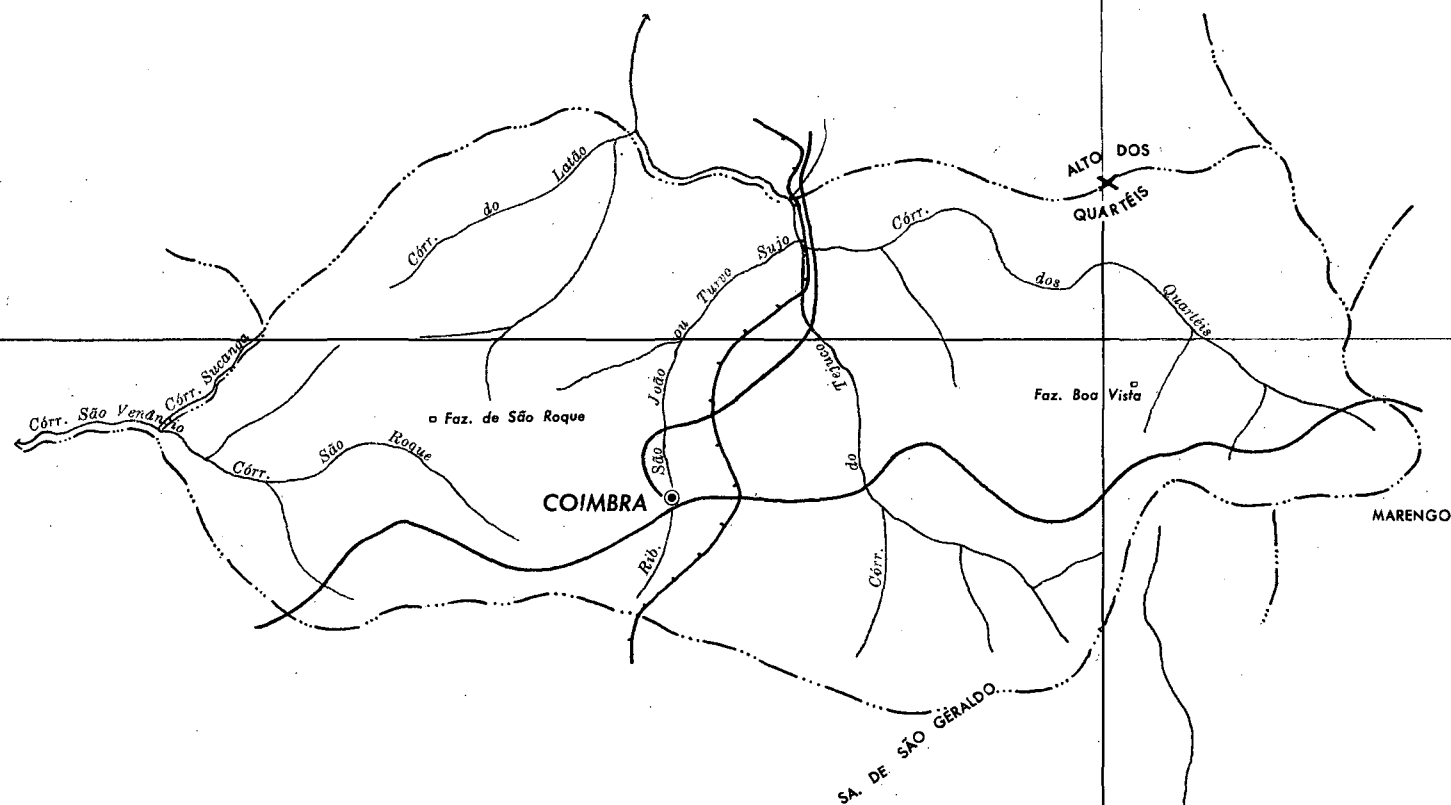 ALTO DOS
QUARTÉIS
Córr. do Latão
Córr. dos Quartéis
Rib. São João ou Turvo Sujo
Córr. Sucanga
Córr. São Venâncio
Córr. São Roque
Faz. de São Roque
Córr. do Tejuco
Faz. Boa Vista
COIMBRA
MARENGO
SA. DE SÃO GERALDO